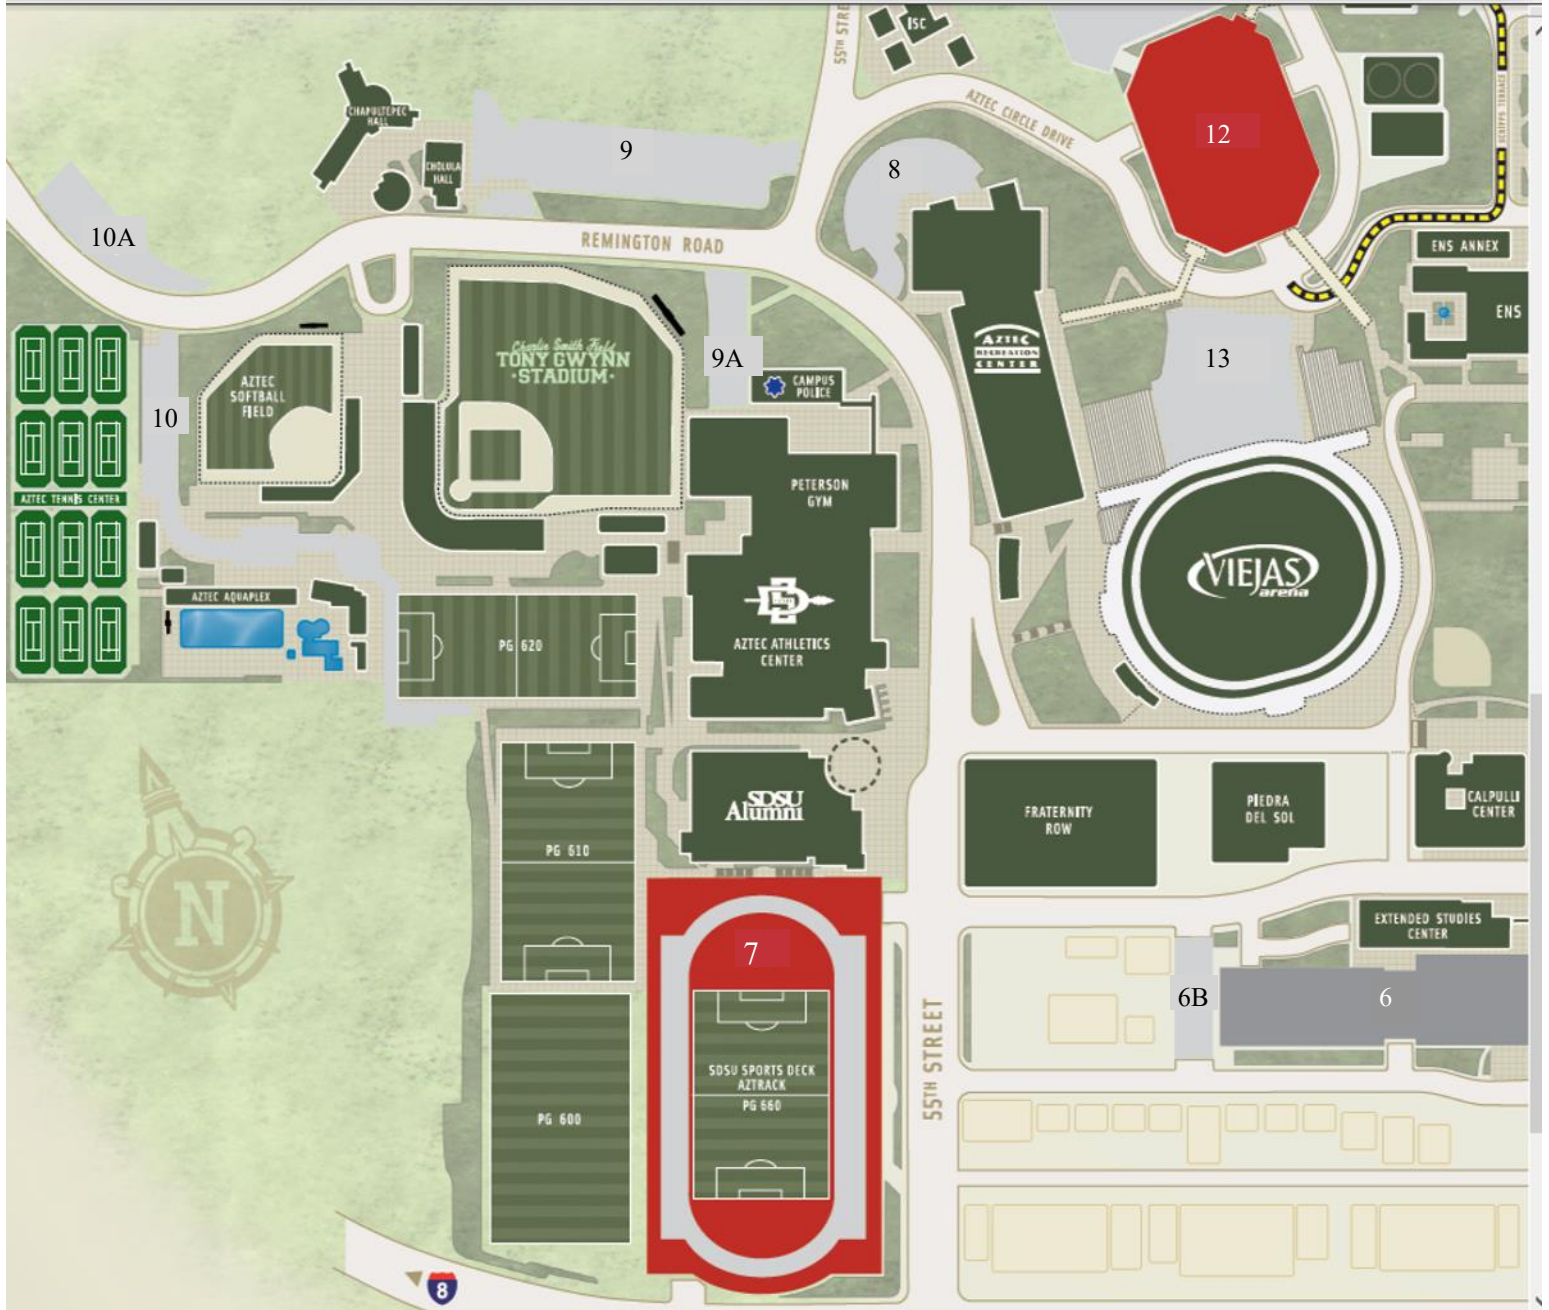 55TH STRE
ISC
AZTEC CIRCLE DRIVE
12
CHAPULTEPEC
HALL
CHOLULA
HALL
9
8
10A
REMINGTON ROAD
ENS ANNEX
ENS
Charlie Smith Field
TONY GWYNN
·STADIUM·
AZTEC
RECREATION
CENTER
13
9A
CAMPUS
POLICE
AZTEC
SOFTBALL
FIELD
10
AZTEC TENNIS CENTER
PETERSON
GYM
VIEJAS
arena
AZTEC AQUAPLEX
PG 620
SD
AZTEC ATHLETICS
CENTER
SDSU
Alumni
FRATERNITY
ROW
PIEDRA
DEL SOL
CALPULLI
CENTER
PG 610
N
7
EXTENDED STUDIES
CENTER
6B
6
55TH STREET
SDSU SPORTS DECK
AZTRACK
PG 660
PG 600
8